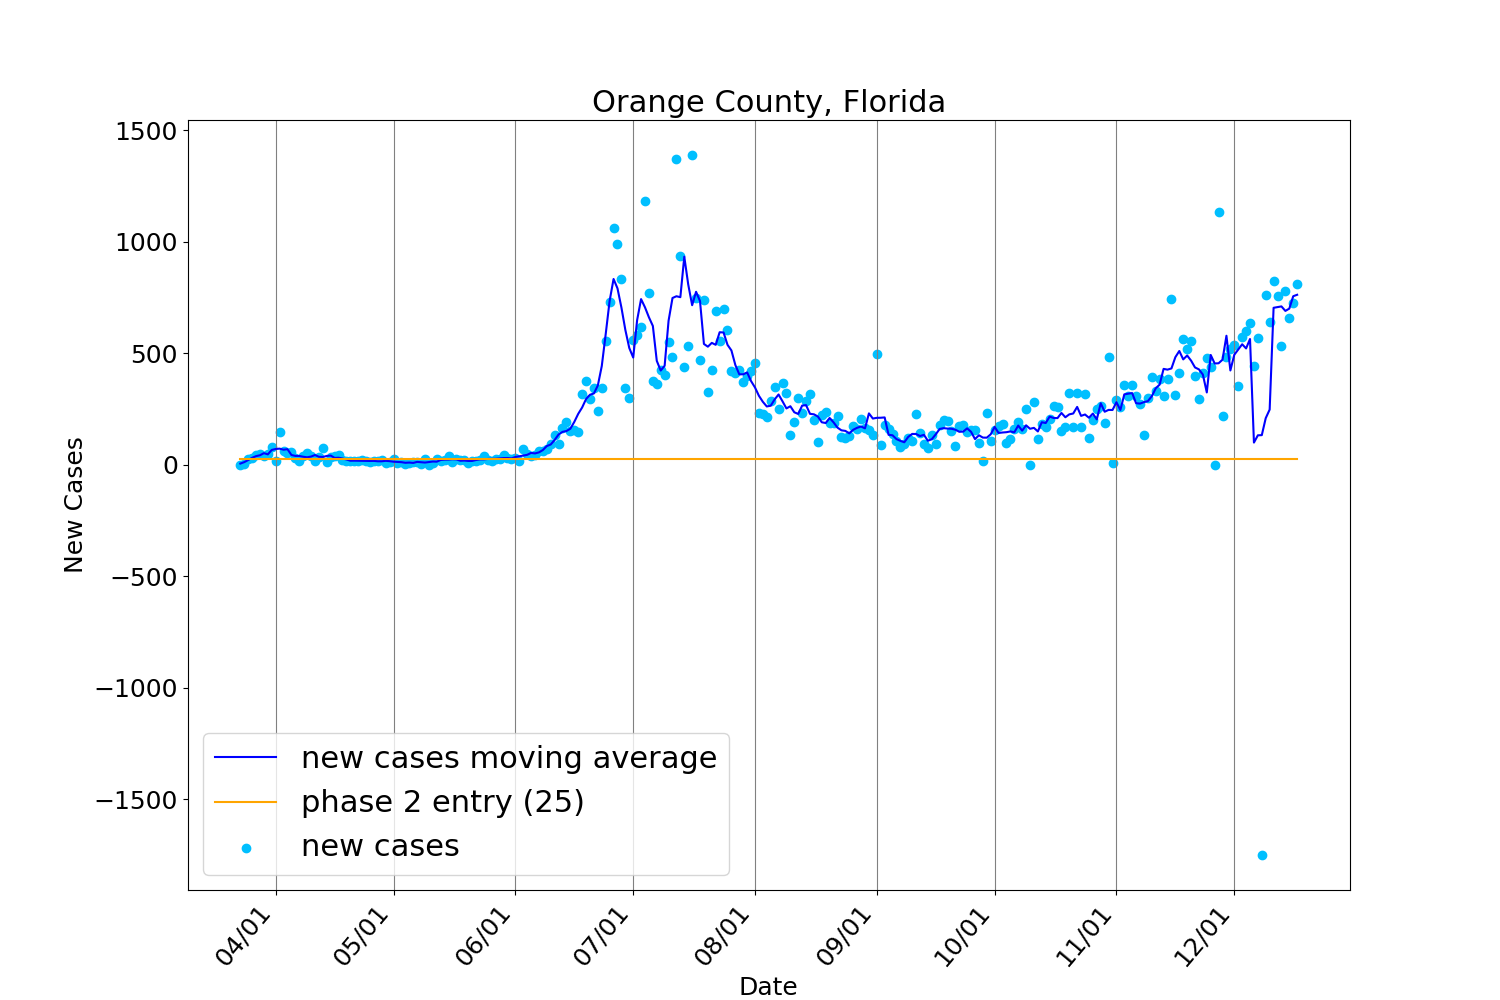 Orange County, Florida
1500
1000
500
0
−500
−1000
−1500
New Cases
new cases moving average
phase 2 entry (25)
new cases
04/01
05/01
06/01
07/01
08/01
09/01
10/01
11/01
12/01
Date